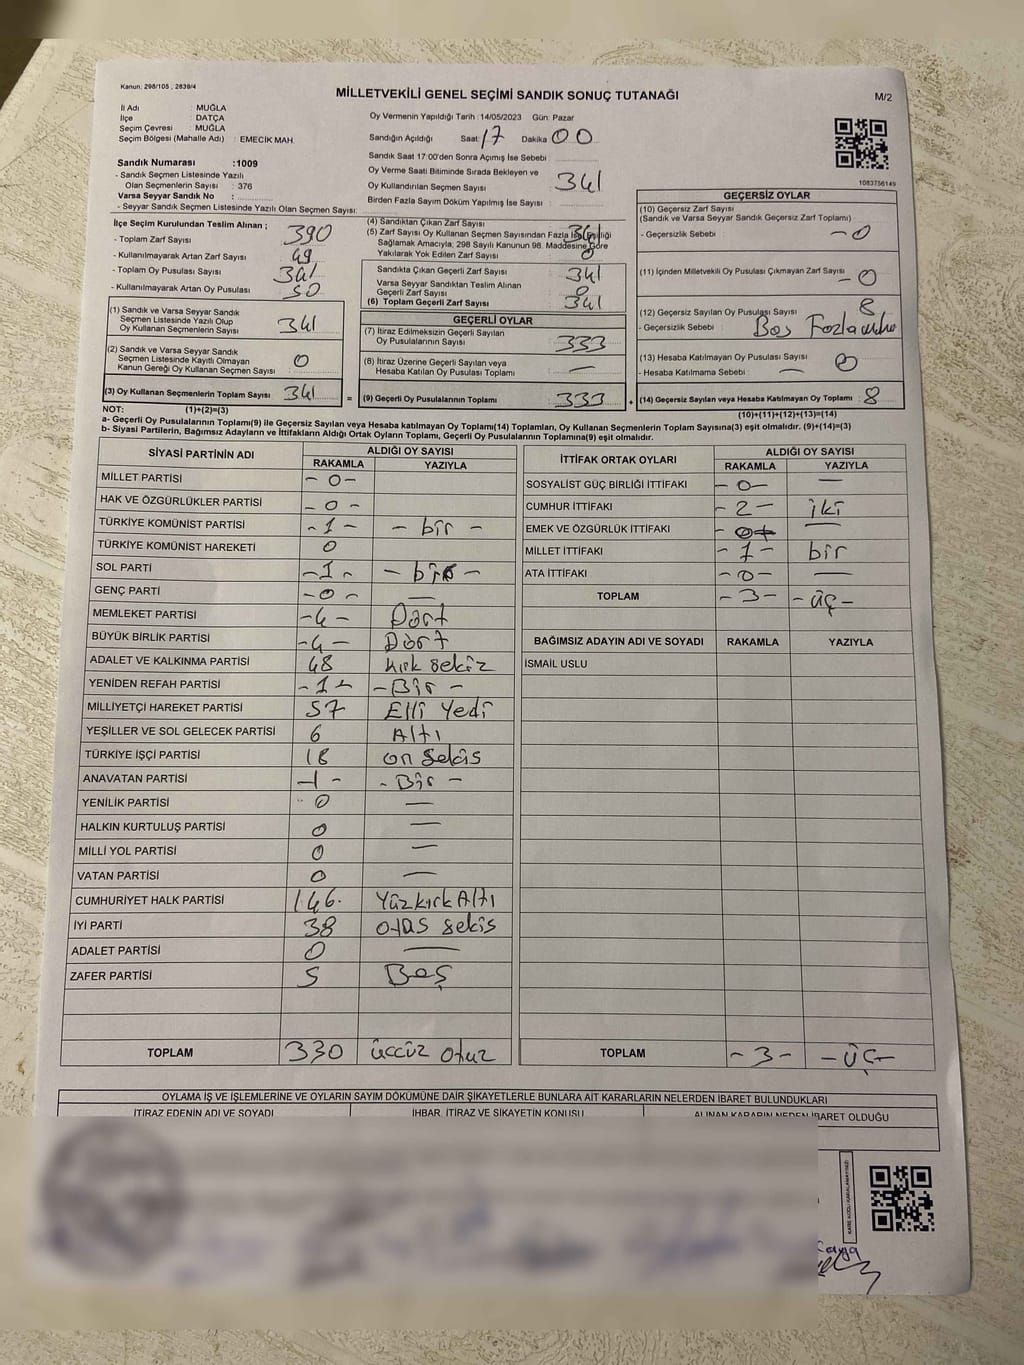 Kanun: 298/105 , 2839/4
MİLLETVEKİLİ GENEL SEÇİMİ SANDIK SONUÇ TUTANAĞI
M/2
İl Adı : MUĞLA
İlçe : DATÇA
Seçim Çevresi : MUĞLA
Seçim Bölgesi (Mahalle Adı) : EMECİK MAH.
Sandık Numarası :1009
- Sandık Seçmen Listesinde Yazılı
Olan Seçmenlerin Sayısı : 376
Varsa Seyyar Sandık No :
- Seyyar Sandık Seçmen Listesinde Yazılı Olan Seçmen Sayısı:
Oy Vermenin Yapıldığı Tarih :14/05/2023 Gün: Pazar
Sandığın Açıldığı Saat 17 Dakika 00
Sandık Saat 17:00'den Sonra Açımış İse Sebebi :
Oy Verme Saati Bitiminde Sırada Bekleyen ve
Oy Kullandırılan Seçmen Sayısı 341
Birden Fazla Sayım Döküm Yapılmış İse Sayısı :
1083756149
İlçe Seçim Kurulundan Teslim Alınan ;
- Toplam Zarf Sayısı 390
- Kullanılmayarak Artan Zarf Sayısı 49
- Toplam Oy Pusulası Sayısı 341
- Kullanılmayarak Artan Oy Pusulası 50
(1) Sandık ve Varsa Seyyar Sandık
Seçmen Listesinde Yazılı Olup
Oy Kullanan Seçmenlerin Sayısı 341
(2) Sandık ve Varsa Seyyar Sandık
Seçmen Listesinde Kayıtlı Olmayan
Kanun Gereği Oy Kullanan Seçmen Sayısı 0
(3) Oy Kullanan Seçmenlerin Toplam Sayısı 341 =
(4) Sandıktan Çıkan Zarf Sayısı 341
(5) Zarf Sayısı Oy Kullanan Seçmen Sayısından Fazla İse, Eşitliği
Sağlamak Amacıyla, 298 Sayılı Kanunun 98. Maddesine Göre
Yakılarak Yok Edilen Zarf Sayısı 0
Sandıkta Çıkan Geçerli Zarf Sayısı 341
Varsa Seyyar Sandıktan Teslim Alınan
Geçerli Zarf Sayısı 0
(6) Toplam Geçerli Zarf Sayısı 341
GEÇERLİ OYLAR
(7) İtiraz Edilmeksizin Geçerli Sayılan
Oy Pusulalarının Sayısı 333
(8) İtiraz Üzerine Geçerli Sayılan veya
Hesaba Katılan Oy Pusulası Toplamı —
(9) Geçerli Oy Pusulalarının Toplamı 333 +
GEÇERSİZ OYLAR
(10) Geçersiz Zarf Sayısı
(Sandık ve Varsa Seyyar Sandık Geçersiz Zarf Toplamı)
- Geçersizlik Sebebi : - 0
(11) İçinden Milletvekili Oy Pusulası Çıkmayan Zarf Sayısı - 0
(12) Geçersiz Sayılan Oy Pusulası Sayısı 8
- Geçersizlik Sebebi : Boş
(13) Hesaba Katılmayan Oy Pusulası Sayısı 0
- Hesaba Katılmama Sebebi : —
(14) Geçersiz Sayılan veya Hesaba Katılmayan Oy Toplamı 8
NOT: (1)+(2)=(3)
(10)+(11)+(12)+(13)=(14)
a- Geçerli Oy Pusulalarının Toplamı(9) ile Geçersiz Sayılan veya Hesaba katılmayan Oy Toplamı(14) Toplamları, Oy Kullanan Seçmenlerin Toplam Sayısına(3) eşit olmalıdır. (9)+(14)=(3)
b- Siyasi Partilerin, Bağımsız Adayların ve İttifakların Aldığı Ortak Oyların Toplamı, Geçerli Oy Pusulalarının Toplamına(9) eşit olmalıdır.
SİYASİ PARTİNİN ADI ALDIĞI OY SAYISI
RAKAMLA YAZIYLA
MİLLET PARTİSİ - 0 -
HAK VE ÖZGÜRLÜKLER PARTİSİ - 0 -
TÜRKİYE KOMÜNİST PARTİSİ - 1 - - bir -
TÜRKİYE KOMÜNİST HAREKETİ 0
SOL PARTİ - 1 - - bir -
GENÇ PARTİ - 0 - —
MEMLEKET PARTİSİ - 4 - Dört
BÜYÜK BİRLİK PARTİSİ - 4 - Dört
ADALET VE KALKINMA PARTİSİ 48 kırk sekiz
YENİDEN REFAH PARTİSİ - 1 - - Bir -
MİLLİYETÇİ HAREKET PARTİSİ 57 Elli Yedi
YEŞİLLER VE SOL GELECEK PARTİSİ 6 Altı
TÜRKİYE İŞÇİ PARTİSİ 18 on sekis
ANAVATAN PARTİSİ - 1 - - Bir -
YENİLİK PARTİSİ 0 —
HALKIN KURTULUŞ PARTİSİ 0 —
MİLLİ YOL PARTİSİ 0 —
VATAN PARTİSİ 0 —
CUMHURİYET HALK PARTİSİ 146. Yüzkırk Altı
İYİ PARTİ 38 otus sekis
ADALET PARTİSİ 0 —
ZAFER PARTİSİ 5 Beş
TOPLAM 330 üccüz otuz
İTTİFAK ORTAK OYLARI ALDIĞI OY SAYISI
RAKAMLA YAZIYLA
SOSYALİST GÜÇ BİRLİĞİ İTTİFAKI - 0 - —
CUMHUR İTTİFAKI - 2 - iki
EMEK VE ÖZGÜRLÜK İTTİFAKI - 0 - —
MİLLET İTTİFAKI - 1 - bir
ATA İTTİFAKI - 0 - —
TOPLAM - 3 - - üç -
BAĞIMSIZ ADAYIN ADI VE SOYADI RAKAMLA YAZIYLA
İSMAİL USLU
TOPLAM - 3 - - üç -
OYLAMA İŞ VE İŞLEMLERİNE VE OYLARIN SAYIM DÖKÜMÜNE DAİR ŞİKAYETLERLE BUNLARA AİT KARARLARIN NELERDEN İBARET BULUNDUKLARI
İTİRAZ EDENİN ADI VE SOYADI İHBAR, İTİRAZ VE ŞİKAYETİN KONUSU ALINAN KARARIN NEDEN İBARET OLDUĞU
KARE KODU KARALAMAYINIZ!